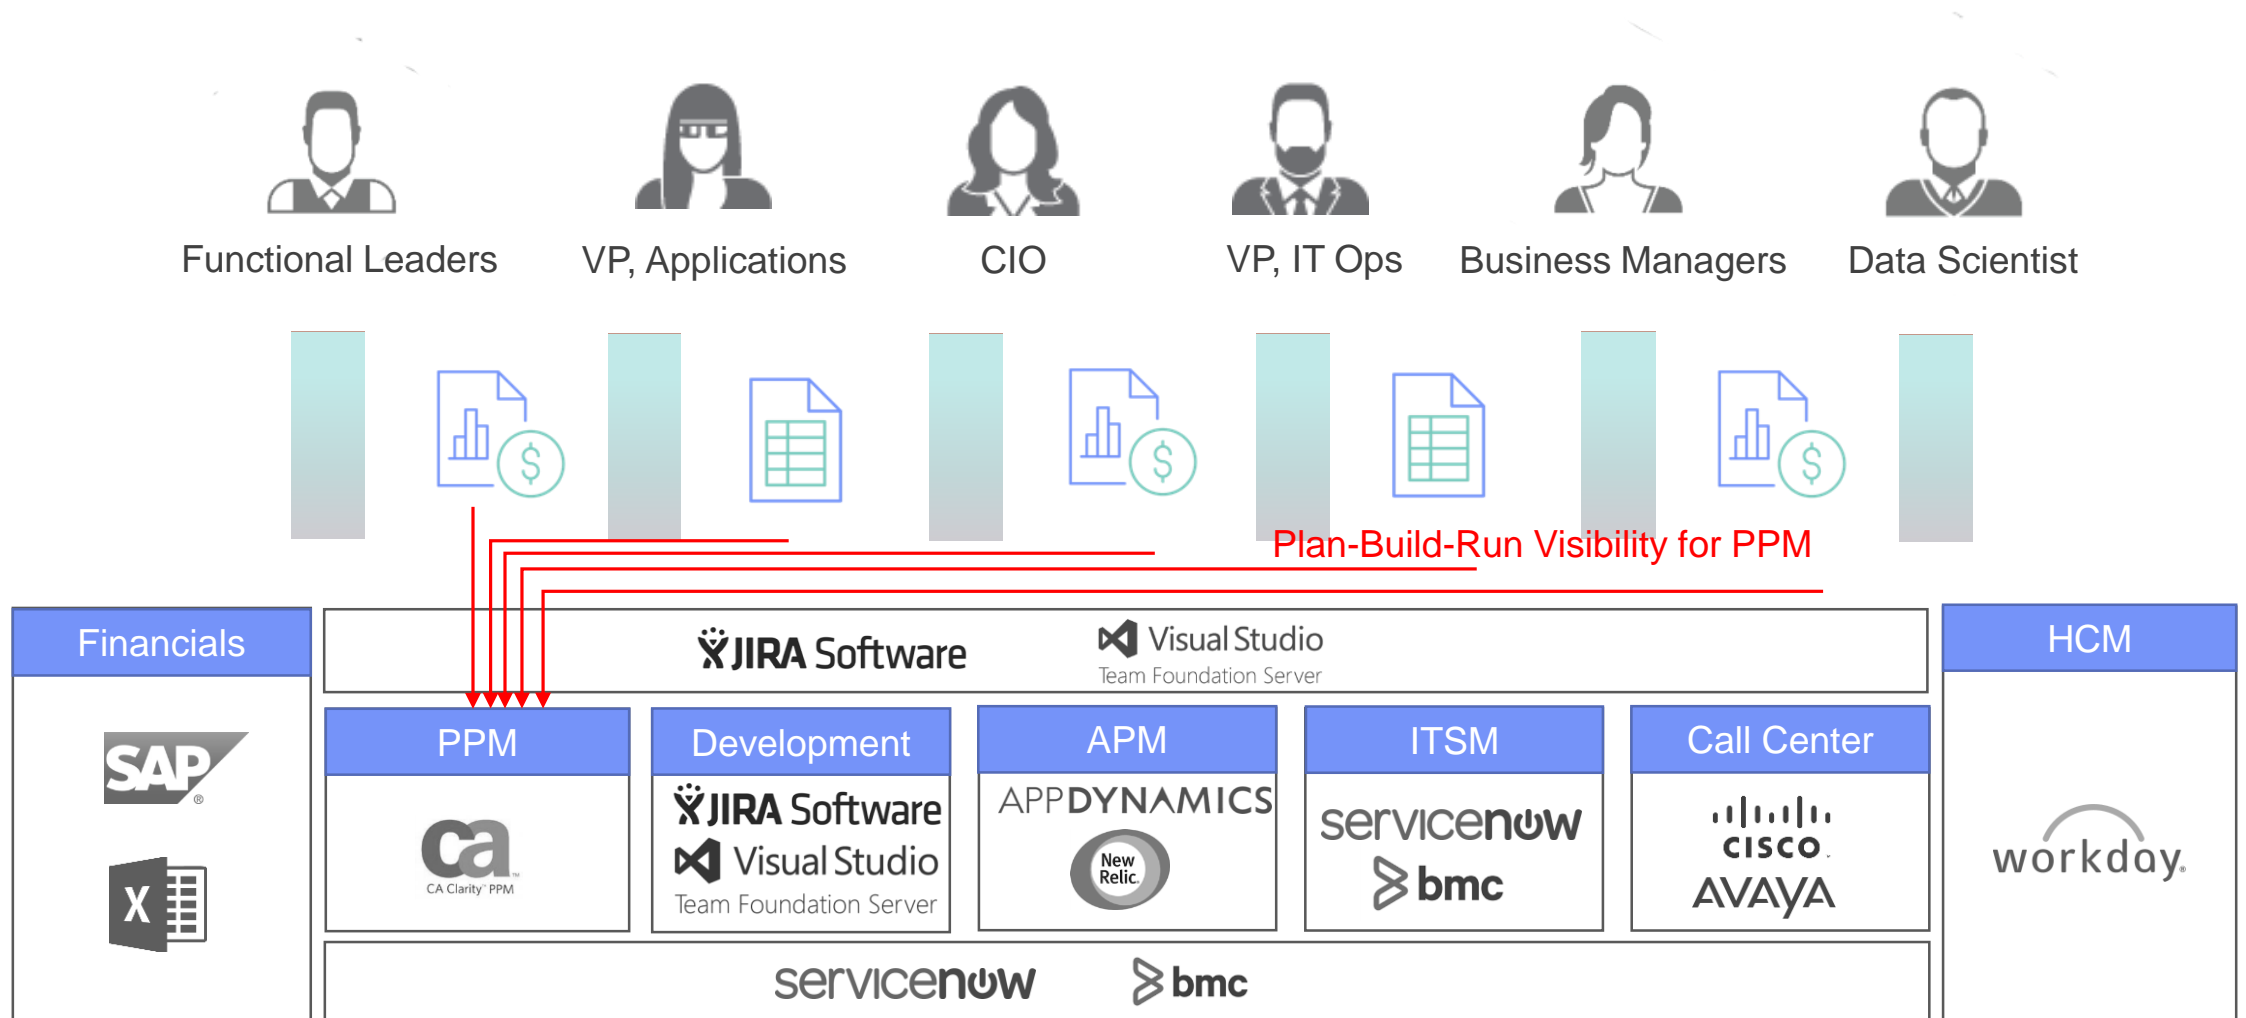 Functional Leaders
VP, Applications
CIO
VP, IT Ops
Business Managers
Data Scientist
$
$
$
Plan-Build-Run Visibility for PPM
Financials
JIRA Software
Visual Studio
Team Foundation Server
HCM
PPM
Development
APM
ITSM
Call Center
SAP®
X
ca™
CA Clarity™ PPM
JIRA Software
Visual Studio
Team Foundation Server
APPDYNAMICS
New
Relic.
servicenow
bmc
CISCO.
AVAYA
workday®
servicenow
bmc